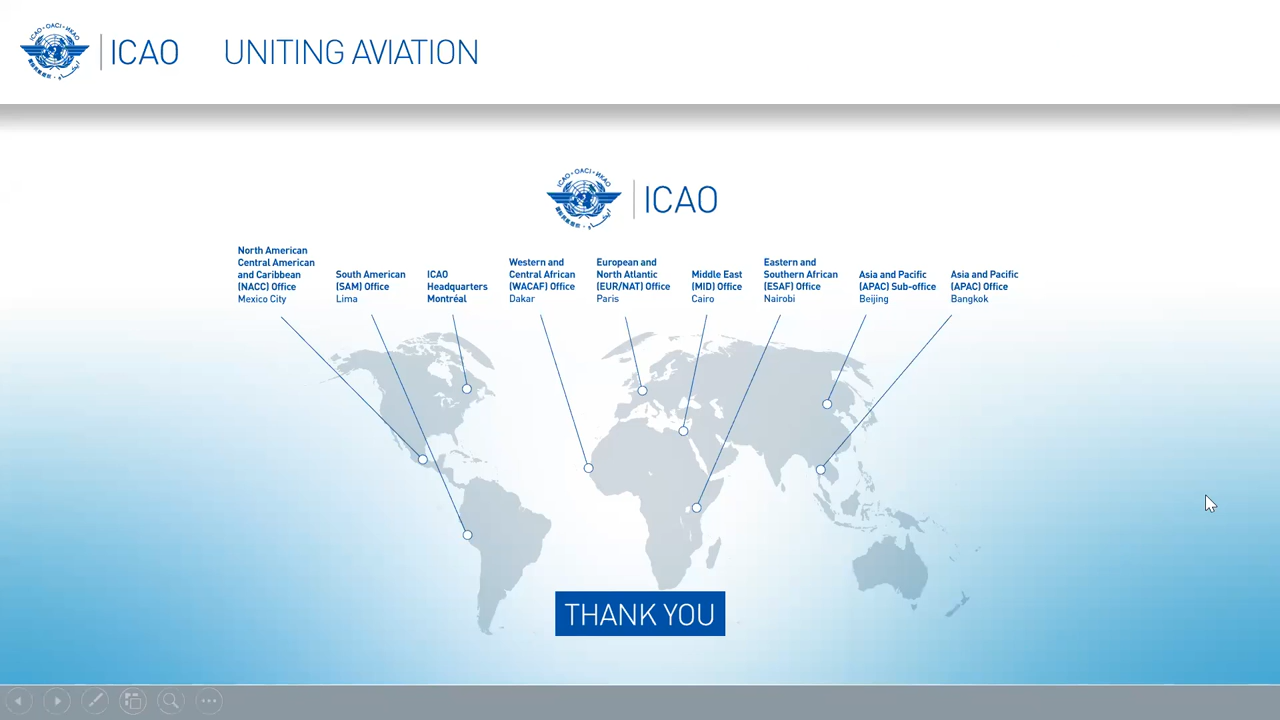 ICAO
UNITING AVIATION
ICAO · OACI · ИКАО
ICAO
North American
Central American
and Caribbean
(NACC) Office
Mexico City
South American
(SAM) Office
Lima
ICAO
Headquarters
Montréal
Western and
Central African
(WACAF) Office
Dakar
European and
North Atlantic
(EUR/NAT) Office
Paris
Middle East
(MID) Office
Cairo
Eastern and
Southern African
(ESAF) Office
Nairobi
Asia and Pacific
(APAC) Sub-office
Beijing
Asia and Pacific
(APAC) Office
Bangkok
THANK YOU